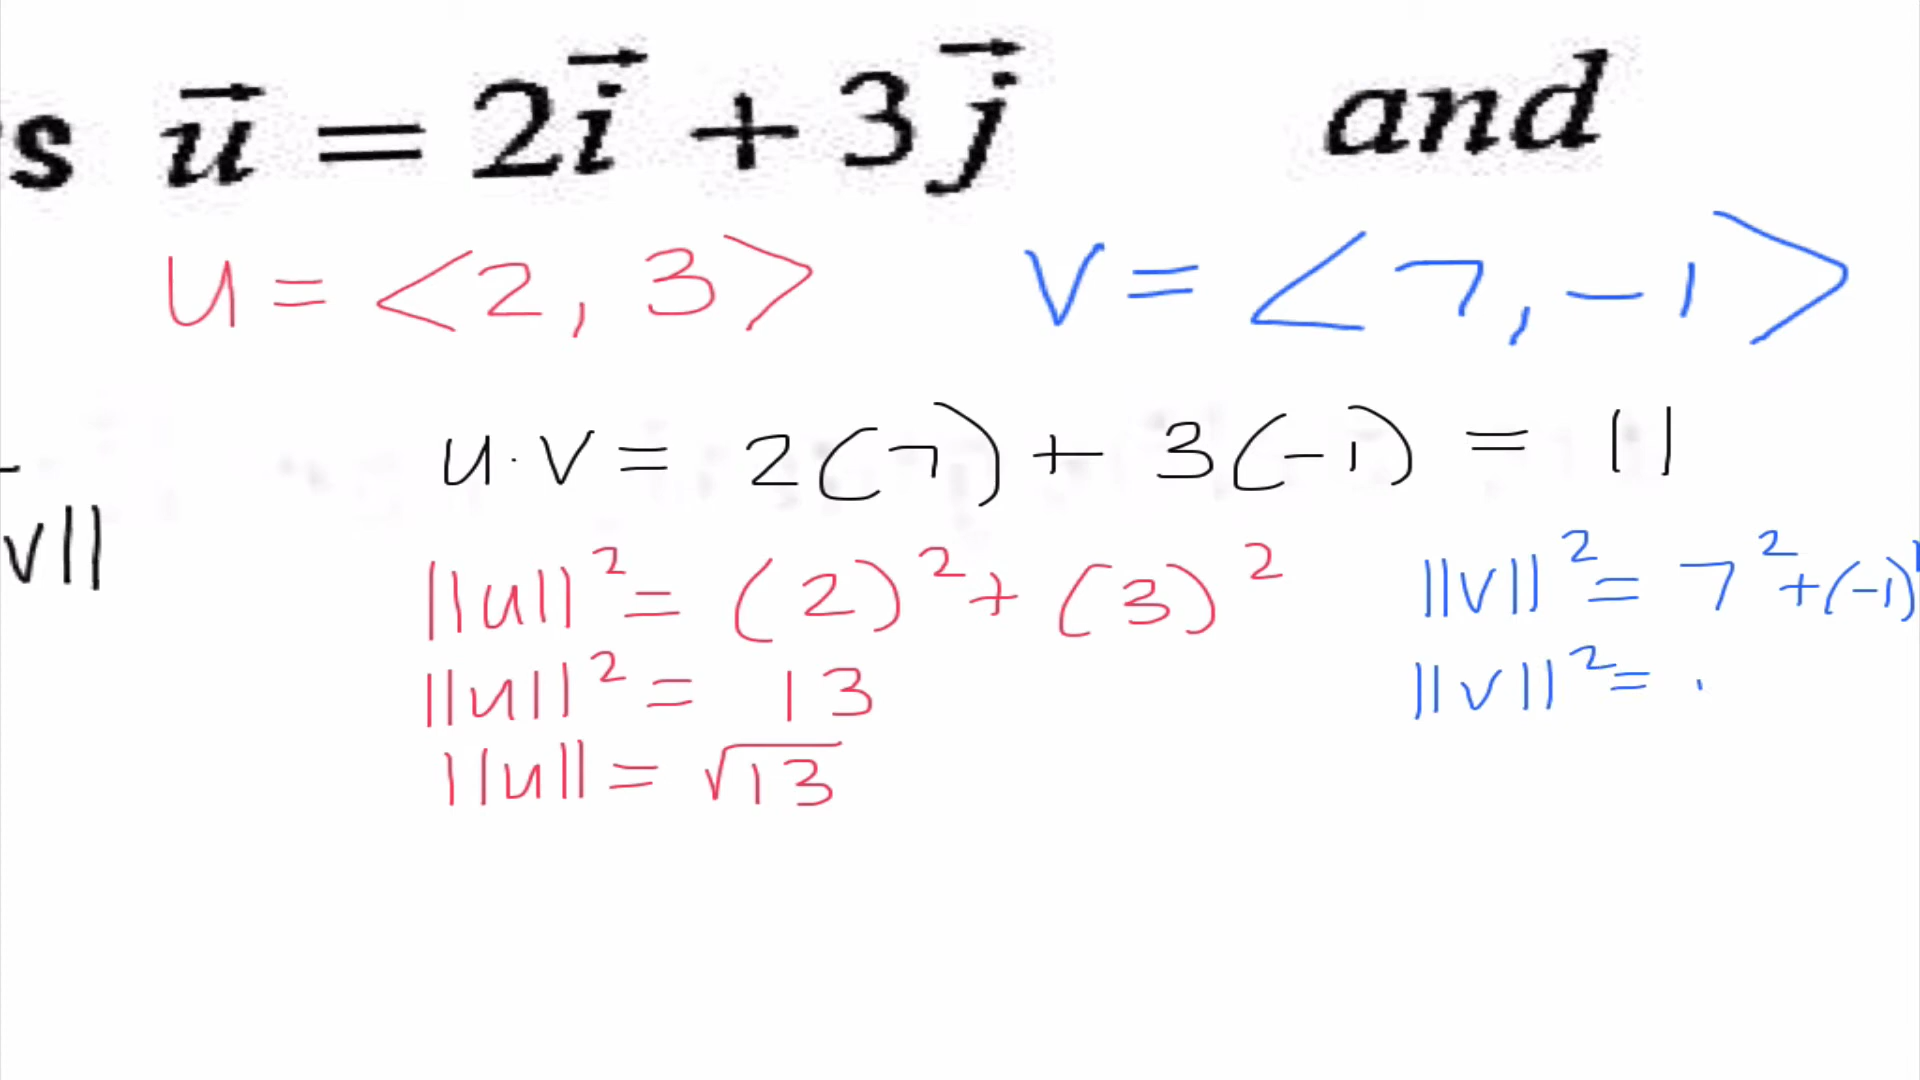 s u⃗ = 2i⃗ + 3j⃗ and
u = <2, 3> v = <7, -1>
u · v = 2(7) + 3(-1) = 11
v||
||u||² = (2)² + (3)² ||v||² = 7² + (-1)
||u||² = 13 ||v||² =
||u|| = √13